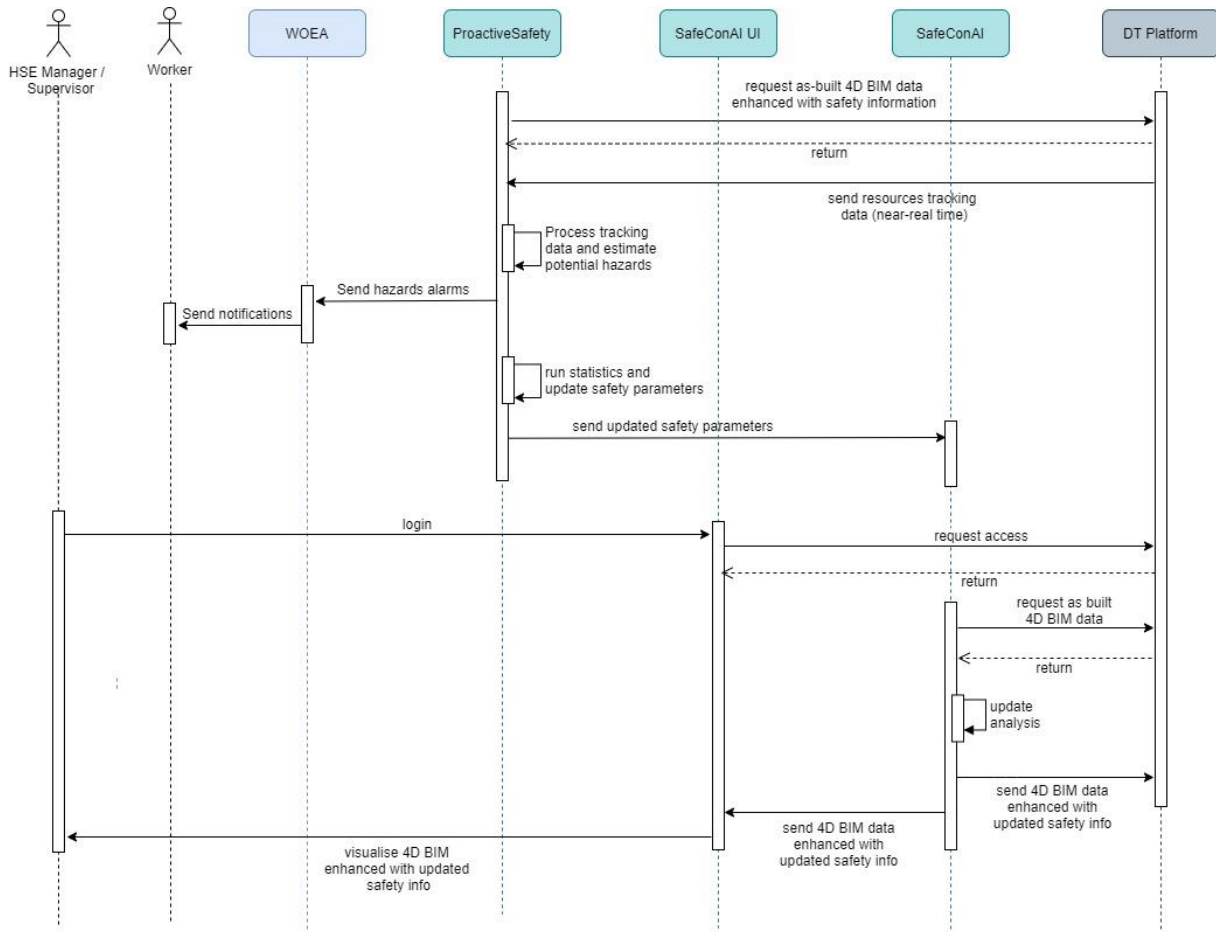 WOEA
ProactiveSafety
SafeConAI UI
SafeConAI
DT Platform
HSE Manager /
Supervisor
Worker
request as-built 4D BIM data
enhanced with safety information
return
send resources tracking
data (near-real time)
Process tracking
data and estimate
potential hazards
Send hazards alarms
Send notifications
run statistics and
update safety parameters
send updated safety parameters
login
request access
return
request as built
4D BIM data
return
update
analysis
send 4D BIM data
enhanced with
updated safety info
send 4D BIM data
enhanced with
updated safety info
visualise 4D BIM
enhanced with updated
safety info